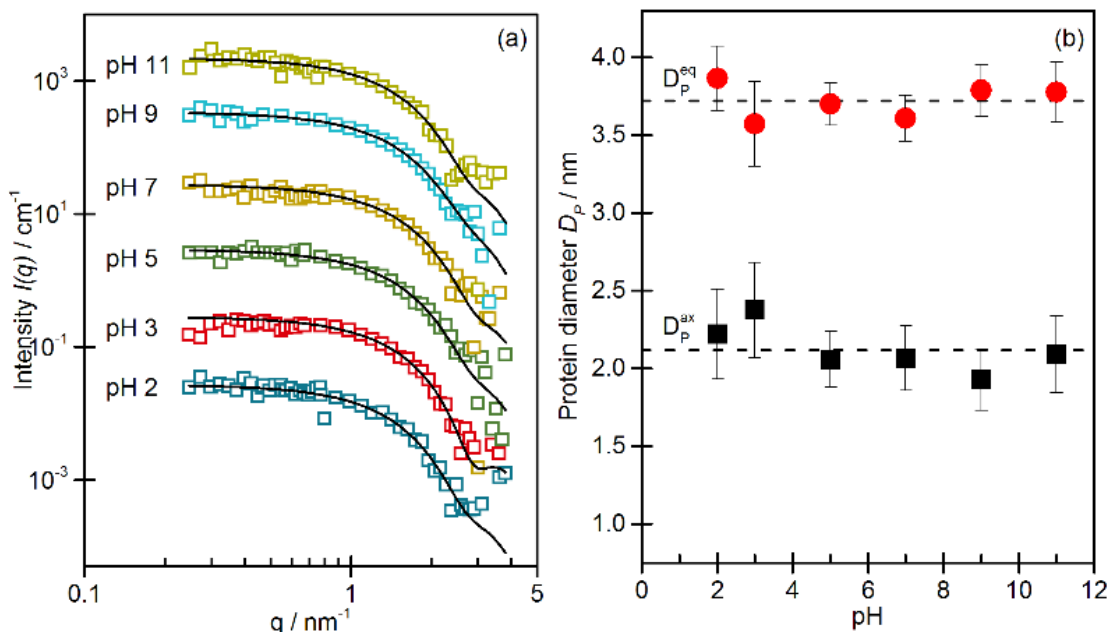 (a)
pH 11
pH 9
pH 7
pH 5
pH 3
pH 2
10³
10¹
10⁻¹
10⁻³
Intensity I(q) / cm⁻¹
0.1
1
5
q / nm⁻¹
(b)
4.0
3.5
3.0
2.5
2.0
1.5
1.0
Protein diameter D_P / nm
D_P^eq
D_P^ax
0 2 4 6 8 10 12
pH